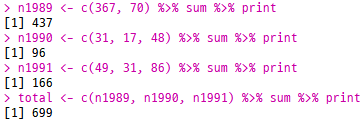 > n1989 <- c(367, 70) %>% sum %>% print
[1] 437
> n1990 <- c(31, 17, 48) %>% sum %>% print
[1] 96
> n1991 <- c(49, 31, 86) %>% sum %>% print
[1] 166
> total <- c(n1989, n1990, n1991) %>% sum %>% print
[1] 699